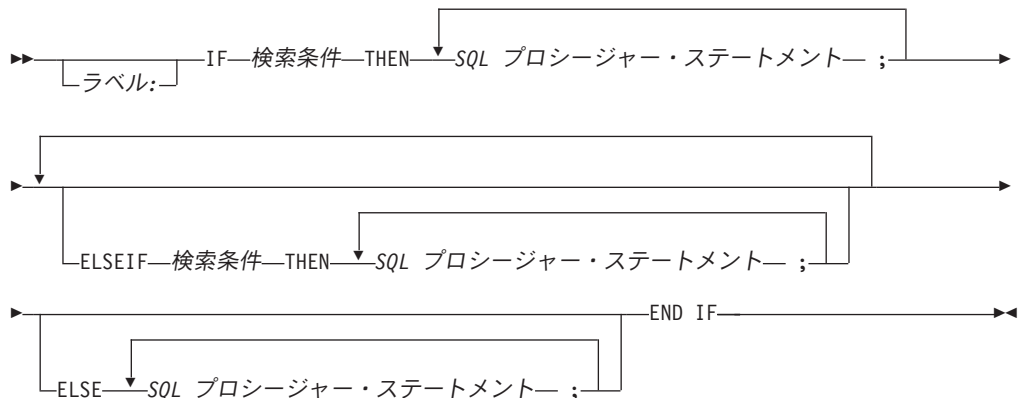 IF 検索条件 THEN SQL プロシージャー・ステートメント ;
ラベル:
ELSEIF 検索条件 THEN SQL プロシージャー・ステートメント ;
END IF
ELSE SQL プロシージャー・ステートメント ;